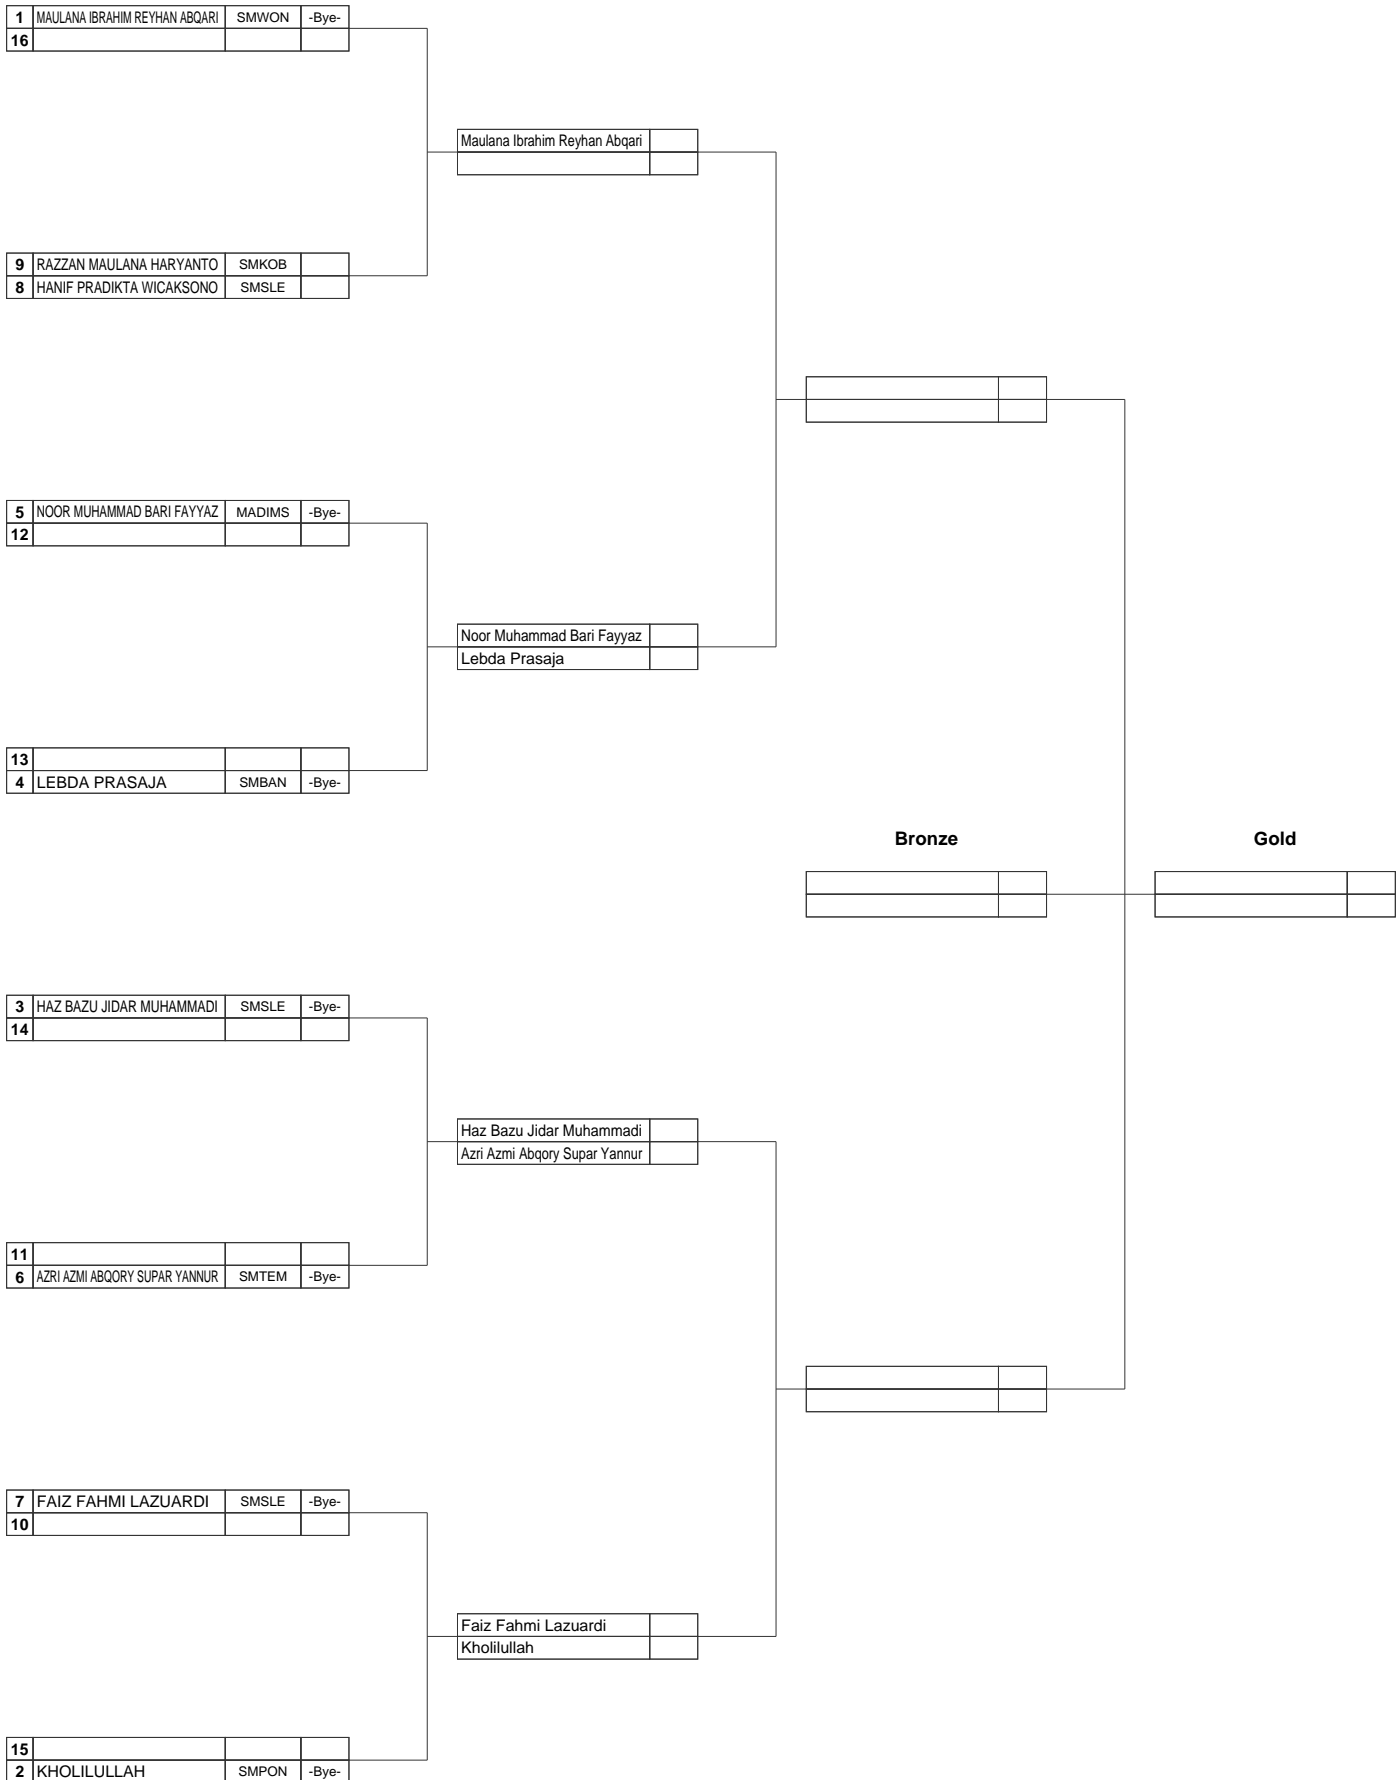 1 MAULANA IBRAHIM REYHAN ABQARI SMWON -Bye-
16
Maulana Ibrahim Reyhan Abqari
9 RAZZAN MAULANA HARYANTO SMKOB
8 HANIF PRADIKTA WICAKSONO SMSLE
5 NOOR MUHAMMAD BARI FAYYAZ MADIMS -Bye-
12
Noor Muhammad Bari Fayyaz
Lebda Prasaja
13
4 LEBDA PRASAJA SMBAN -Bye-
Bronze Gold
3 HAZ BAZU JIDAR MUHAMMADI SMSLE -Bye-
14
Haz Bazu Jidar Muhammadi
Azri Azmi Abqory Supar Yannur
11
6 AZRI AZMI ABQORY SUPAR YANNUR SMTEM -Bye-
7 FAIZ FAHMI LAZUARDI SMSLE -Bye-
10
Faiz Fahmi Lazuardi
Kholilullah
15
2 KHOLILULLAH SMPON -Bye-